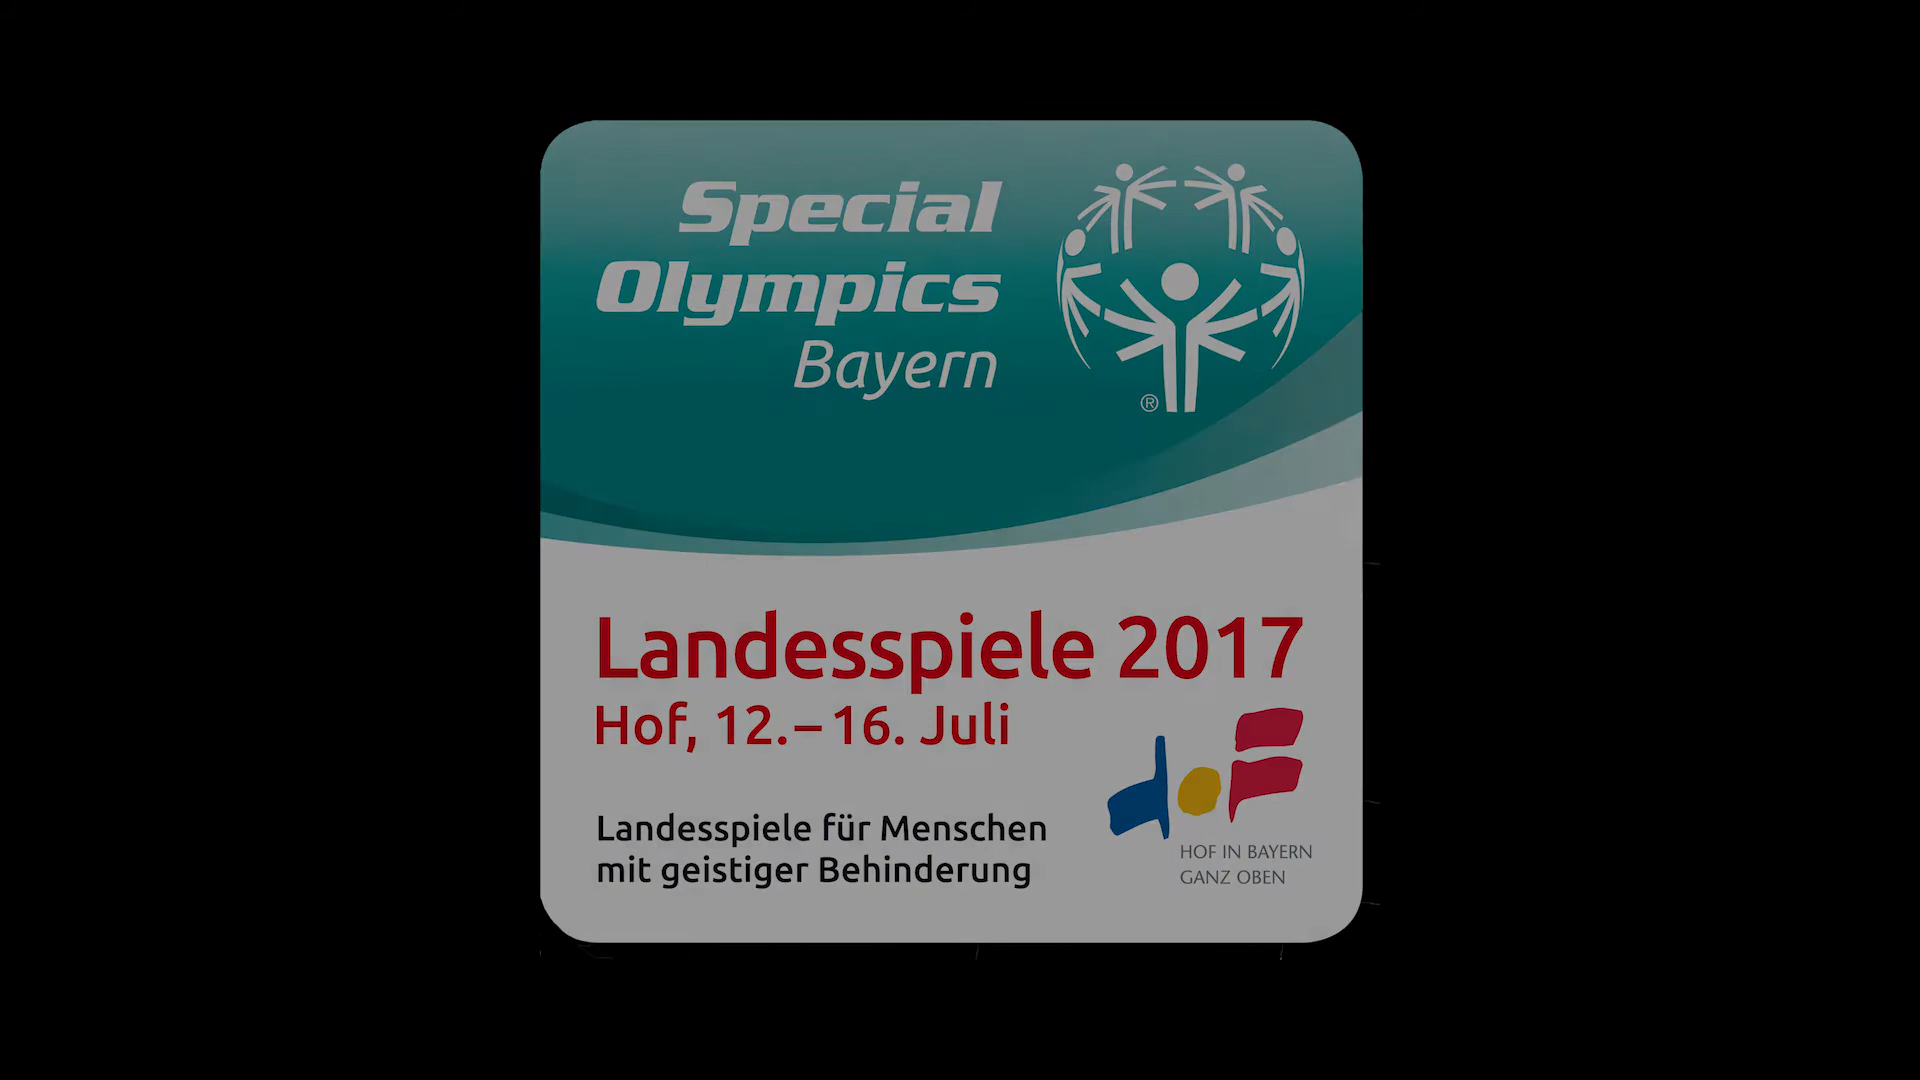 Special
Olympics
Bayern
®
Landesspiele 2017
Hof, 12.–16. Juli
Landesspiele für Menschen
mit geistiger Behinderung
HOF
HOF IN BAYERN
GANZ OBEN